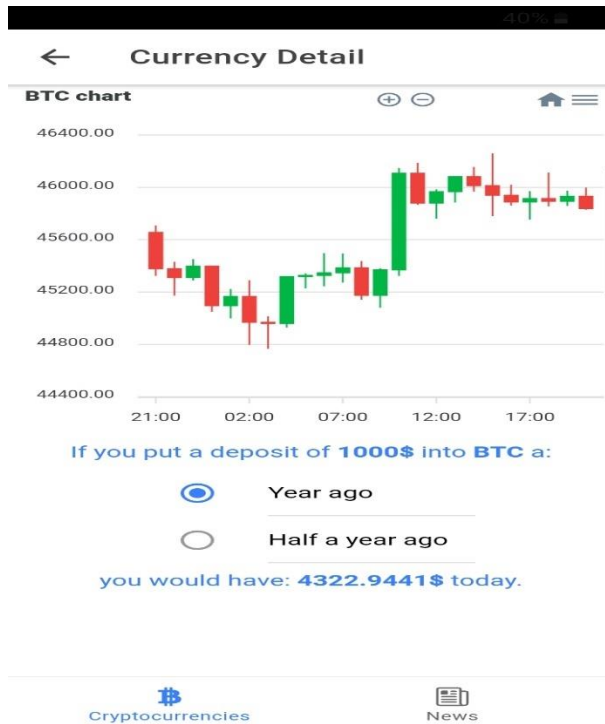 40%
Currency Detail
BTC chart
46400.00
46000.00
45600.00
45200.00
44800.00
44400.00
21:00 02:00 07:00 12:00 17:00
If you put a deposit of 1000$ into BTC a:
Year ago
Half a year ago
you would have: 4322.9441$ today.
Cryptocurrencies News